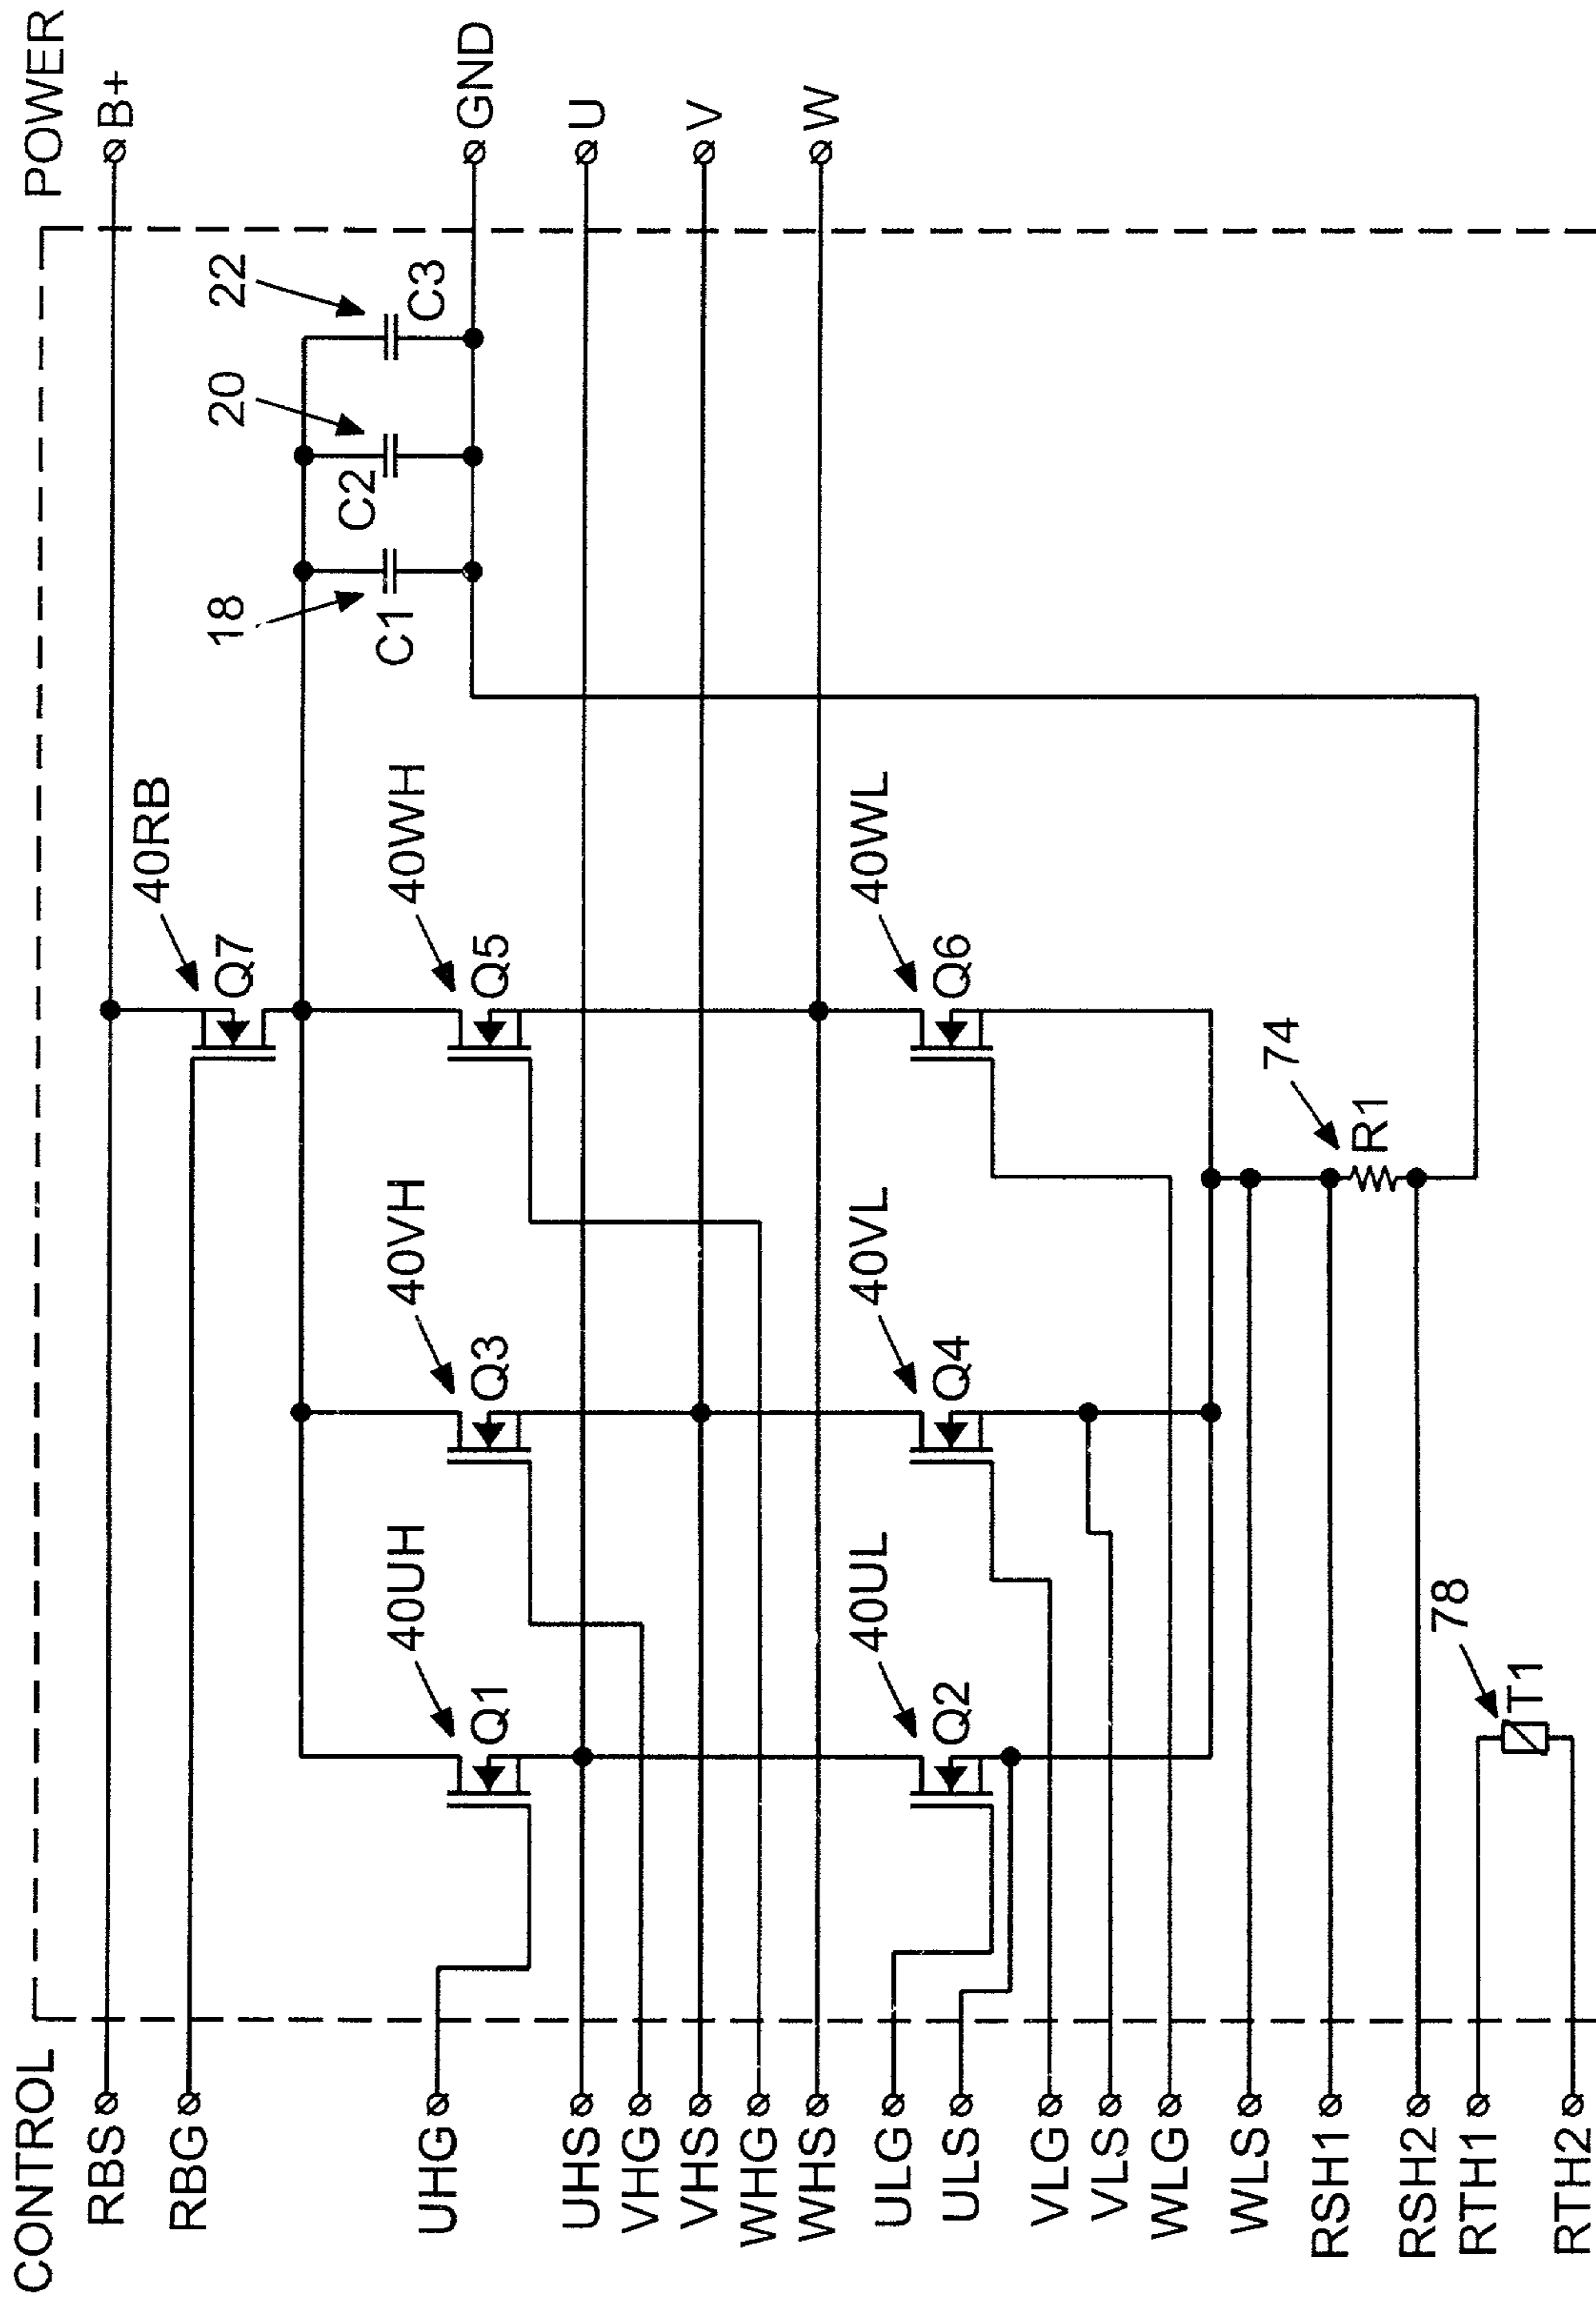 CONTROL
POWER
RBS
B+
RBG
40RB
Q7
18
20
22
C1
C2
C3
GND
UHG
40UH
Q1
40VH
Q3
40WH
Q5
UHS
U
VHG
VHS
V
WHG
WHS
W
ULG
40UL
Q2
40VL
Q4
40WL
Q6
ULS
VLG
VLS
WLG
WLS
74
R1
RSH1
RSH2
78
T1
RTH1
RTH2